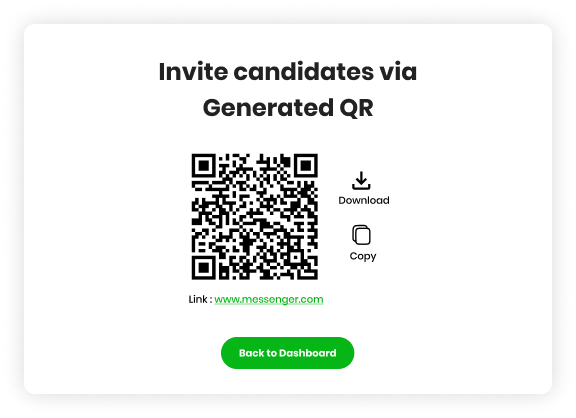 Invite candidates via
Generated QR
Download
Copy
Link : www.messenger.com
Back to Dashboard